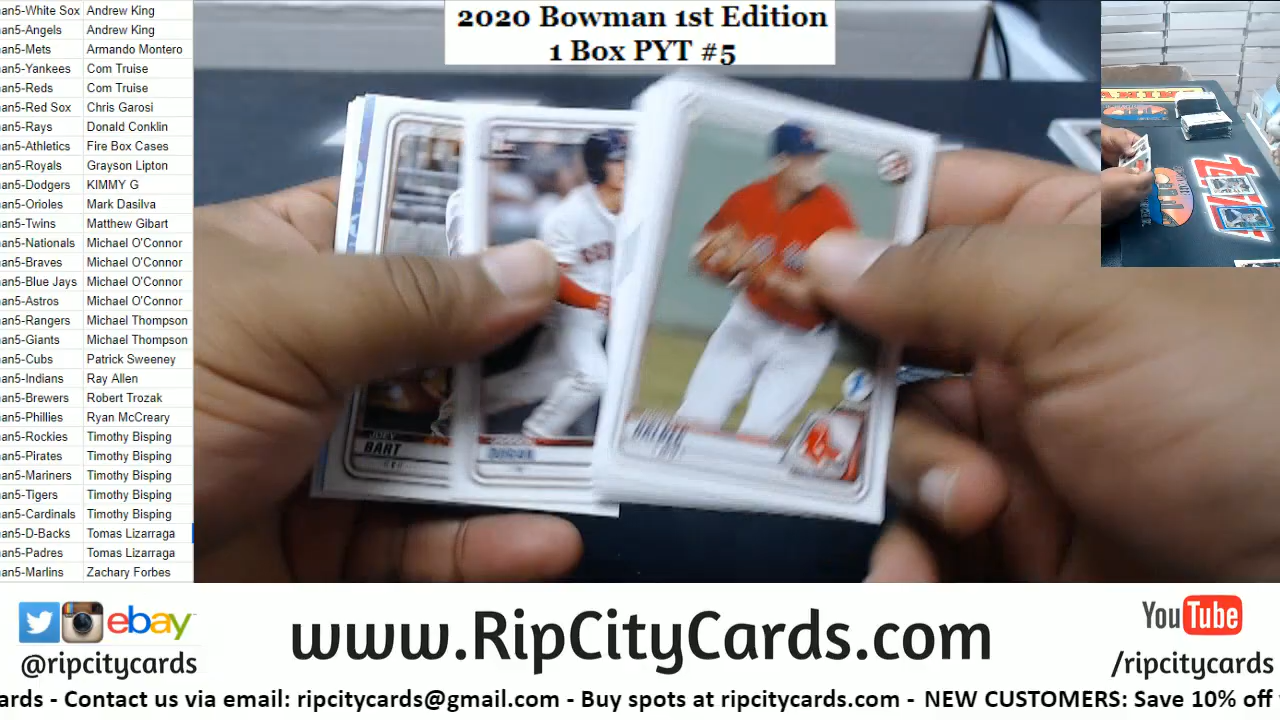 2020 Bowman 1st Edition
1 Box PYT #5
an5-White Sox Andrew King
an5-Angels Andrew King
an5-Mets Armando Montero
an5-Yankees Com Truise
an5-Reds Com Truise
an5-Red Sox Chris Garosi
an5-Rays Donald Conklin
an5-Athletics Fire Box Cases
an5-Royals Grayson Lipton
an5-Dodgers KIMMY G
an5-Orioles Mark Dasilva
an5-Twins Matthew Gibart
an5-Nationals Michael O'Connor
an5-Braves Michael O'Connor
an5-Blue Jays Michael O'Connor
an5-Astros Michael O'Connor
an5-Rangers Michael Thompson
an5-Giants Michael Thompson
an5-Cubs Patrick Sweeney
an5-Indians Ray Allen
an5-Brewers Robert Trozak
an5-Phillies Ryan McCreary
an5-Rockies Timothy Bisping
an5-Pirates Timothy Bisping
an5-Mariners Timothy Bisping
an5-Tigers Timothy Bisping
an5-Cardinals Timothy Bisping
an5-D-Backs Tomas Lizarraga
an5-Padres Tomas Lizarraga
an5-Marlins Zachary Forbes
JOEY
BART
ebay
@ripcitycards
www.RipCityCards.com
YouTube
/ripcitycards
ards - Contact us via email: ripcitycards@gmail.com - Buy spots at ripcitycards.com - NEW CUSTOMERS: Save 10% off